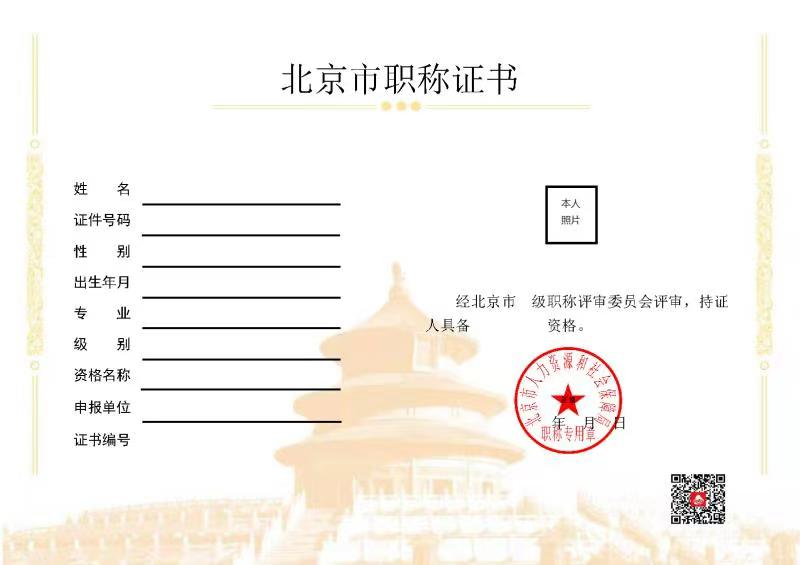 北京市职称证书
姓 名
证件号码
性 别
出生年月
专 业
级 别
资格名称
申报单位
证书编号
本人
照片
经北京市 级职称评审委员会评审，持证
人具备 资格。
北京市人力资源和社会保障局
年 月 日
职称专用章